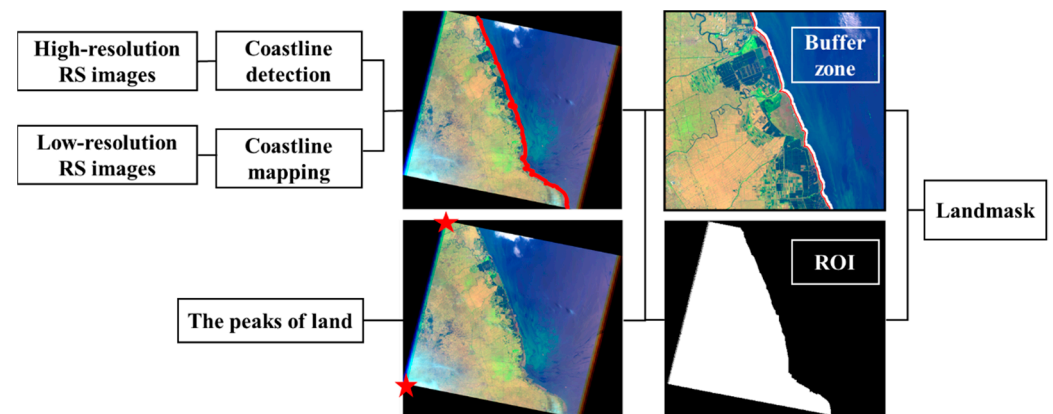 High-resolution
RS images
Coastline
detection
Buffer
zone
Low-resolution
RS images
Coastline
mapping
Landmask
ROI
The peaks of land